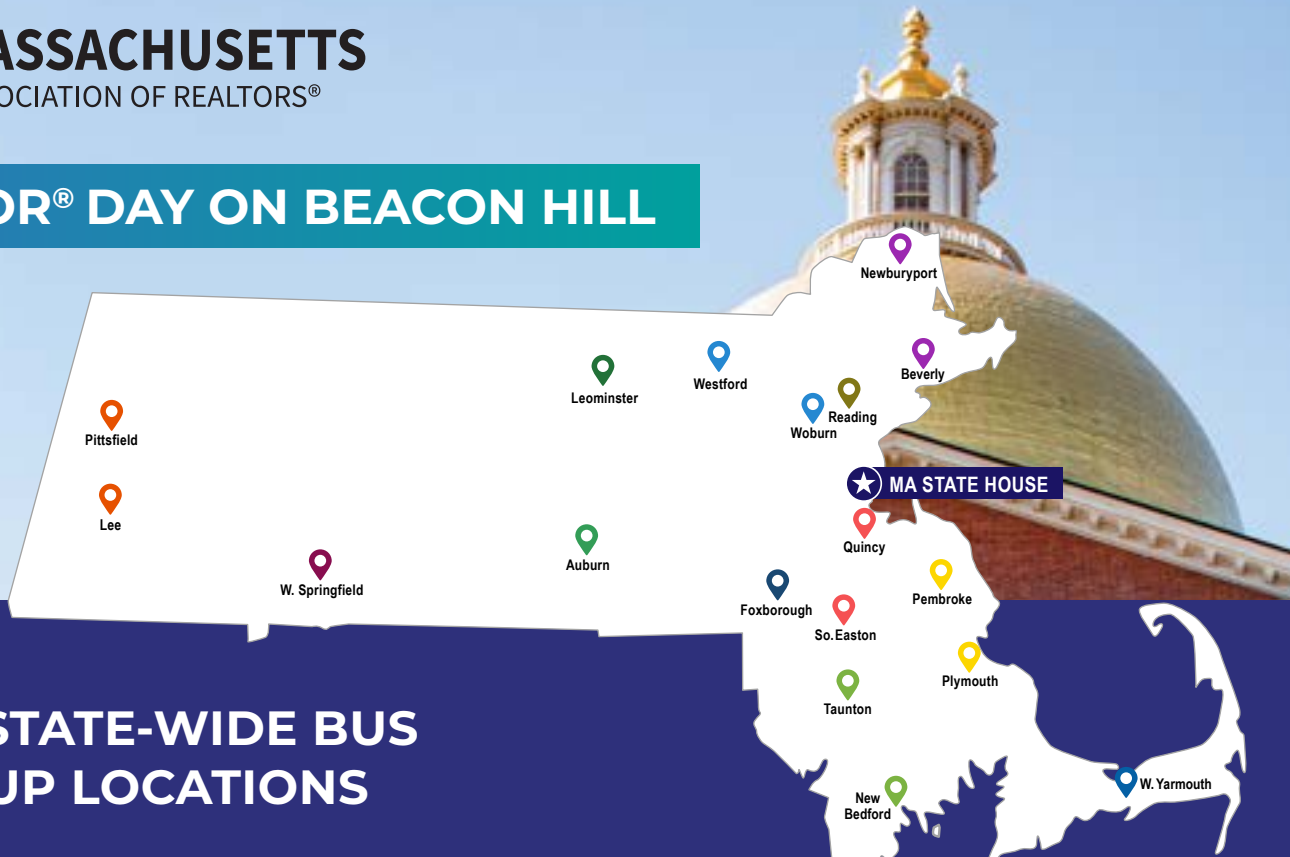 ASSACHUSETTS
OCIATION OF REALTORS®
OR® DAY ON BEACON HILL
Newburyport
Beverly
Westford
Leominster
Reading
Woburn
Pittsfield
MA STATE HOUSE
Lee
Quincy
Auburn
W. Springfield
Pembroke
Foxborough
So. Easton
Plymouth
Taunton
W. Yarmouth
New
Bedford
STATE-WIDE BUS
UP LOCATIONS